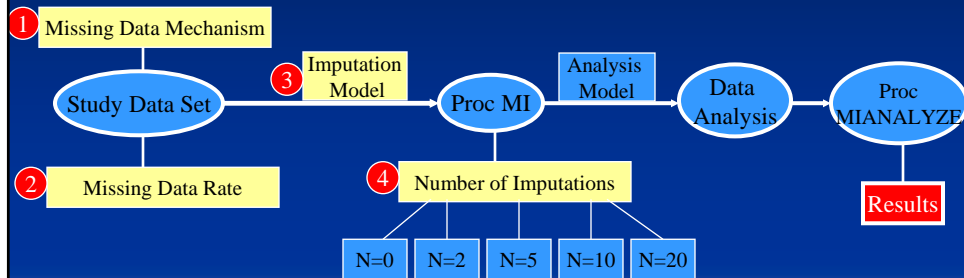 1
Missing Data Mechanism
Study Data Set
2
Missing Data Rate
3
Imputation
Model
Proc MI
4
Number of Imputations
N=0
N=2
N=5
N=10
N=20
Analysis
Model
Data
Analysis
Proc
MIANALYZE
Results